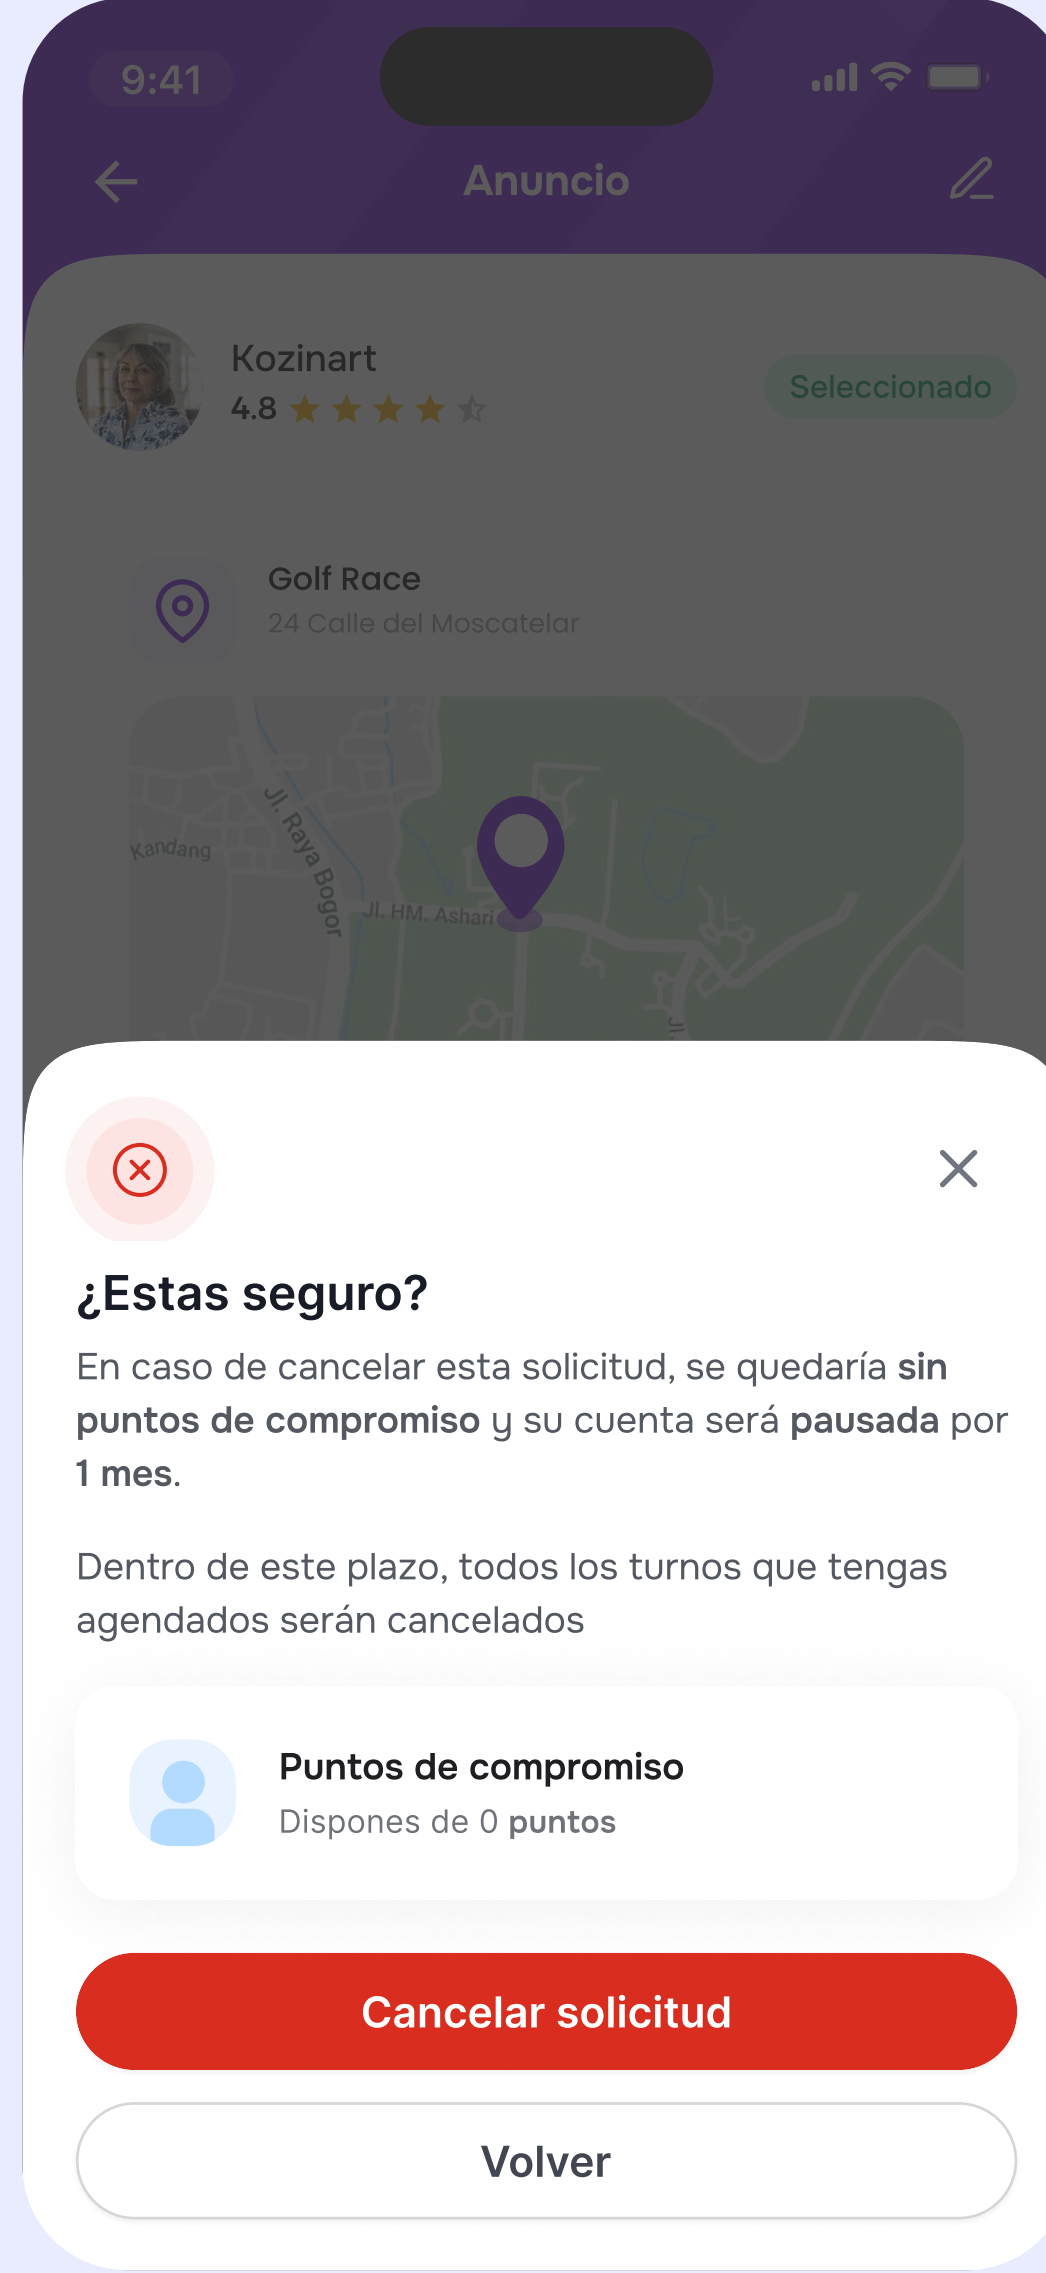 9:41
Anuncio
Kozinart
4.8
Seleccionado
Golf Race
24 Calle del Moscatelar
Kandang
Jl. Raya Bogor
Jl. HM. Ashari
Jl.
¿Estas seguro?
En caso de cancelar esta solicitud, se quedaría sin
puntos de compromiso y su cuenta será pausada por
1 mes.
Dentro de este plazo, todos los turnos que tengas
agendados serán cancelados
Puntos de compromiso
Dispones de 0 puntos
Cancelar solicitud
Volver